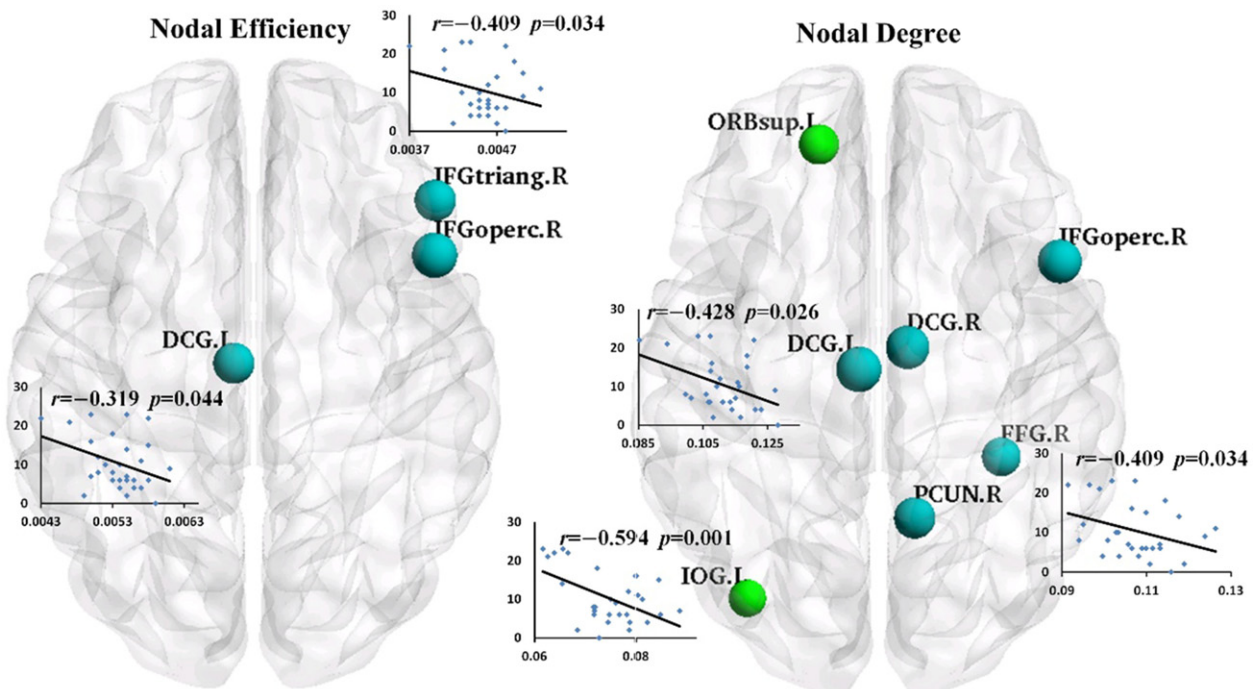 Nodal Efficiency
r=−0.409 p=0.034
30
20
10
0
0.0037 0.0047
IFGtriang.R
IFGoperc.R
DCG.L
r=−0.319 p=0.044
30
20
10
0
0.0043 0.0053 0.0063
Nodal Degree
ORBsup.L
IFGoperc.R
r=−0.428 p=0.026
30
20
10
0
0.085 0.105 0.125
DCG.L
DCG.R
FFG.R
r=−0.409 p=0.034
30
20
10
0
0.09 0.11 0.13
PCUN.R
r=−0.594 p=0.001
30
20
10
0
0.06 0.08
IOG.L